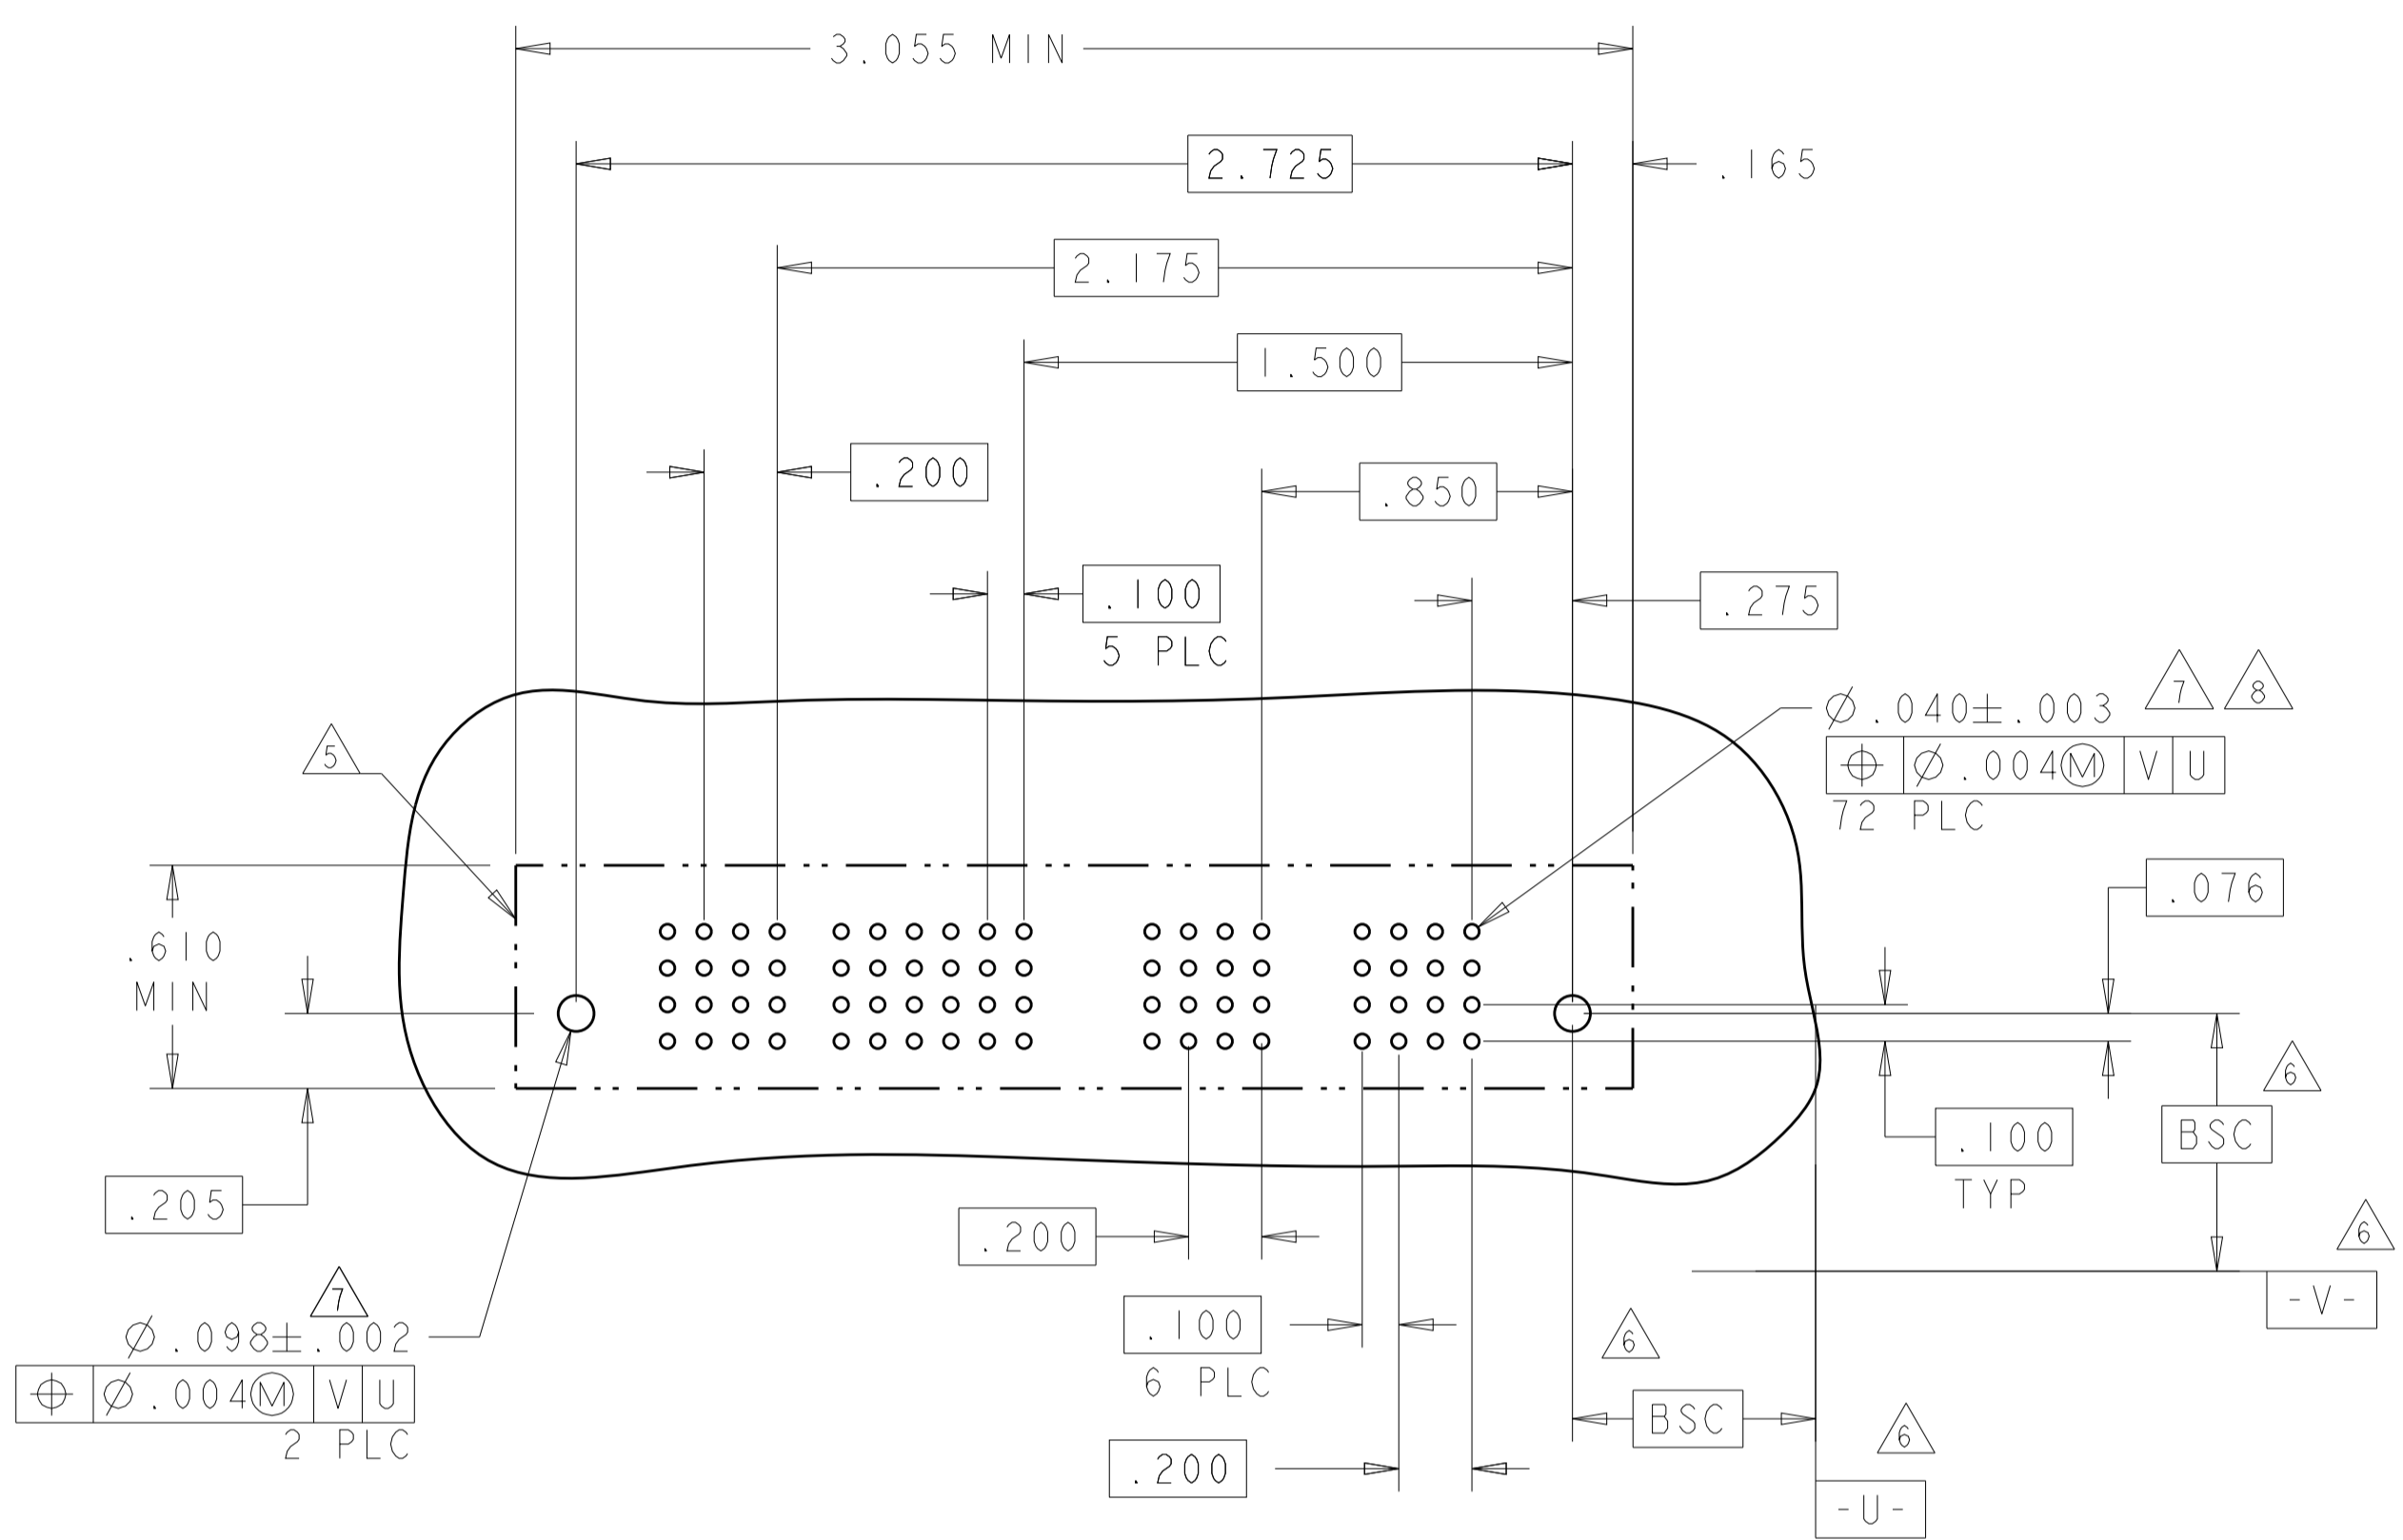 3.055 MIN
2.725
.165
2.175
1.500
.200
.850
.100
5 PLC
.275
7 8
⌀.040±.003
⌖ ⌀.004Ⓜ V U
72 PLC
5
.076
.610
MIN
6
BSC
.100
TYP
.205
.200
6
-V-
7
⌀.098±.002
⌖ ⌀.004Ⓜ V U
2 PLC
.100
6 PLC
6
BSC
6
.200
-U-